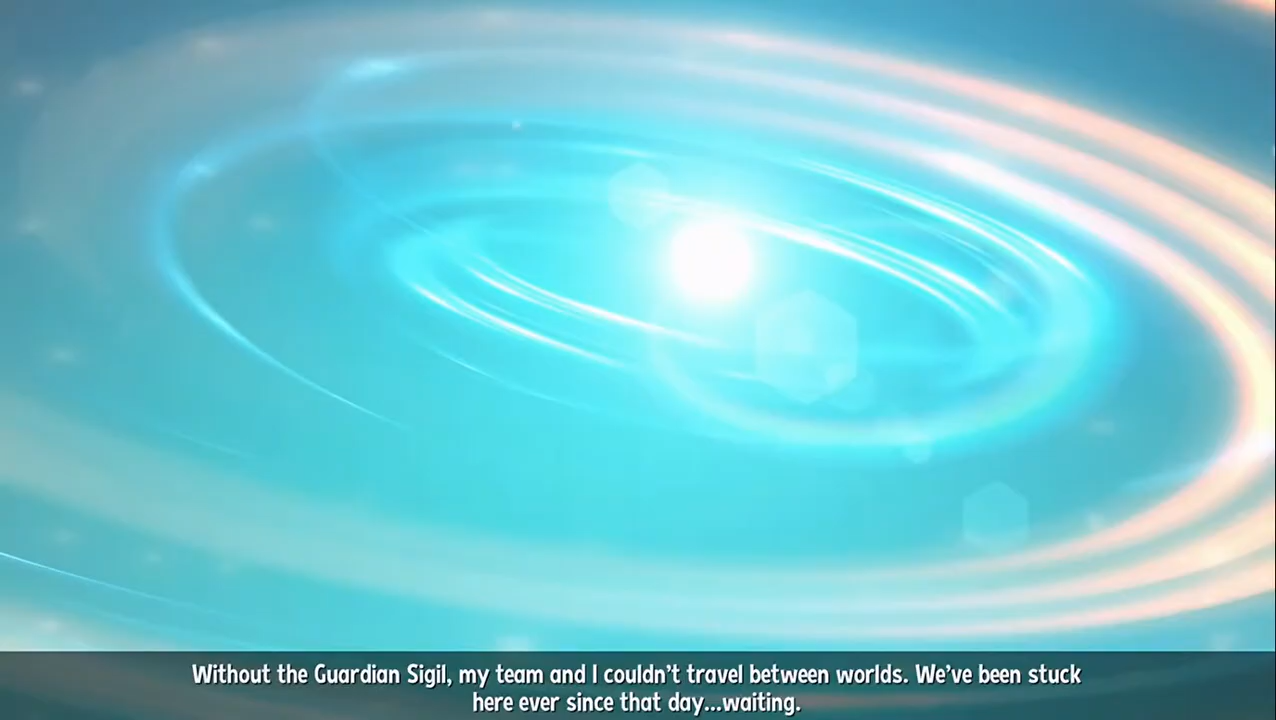 Without the Guardian Sigil, my team and I couldn't travel between worlds. We've been stuck
here ever since that day...waiting.